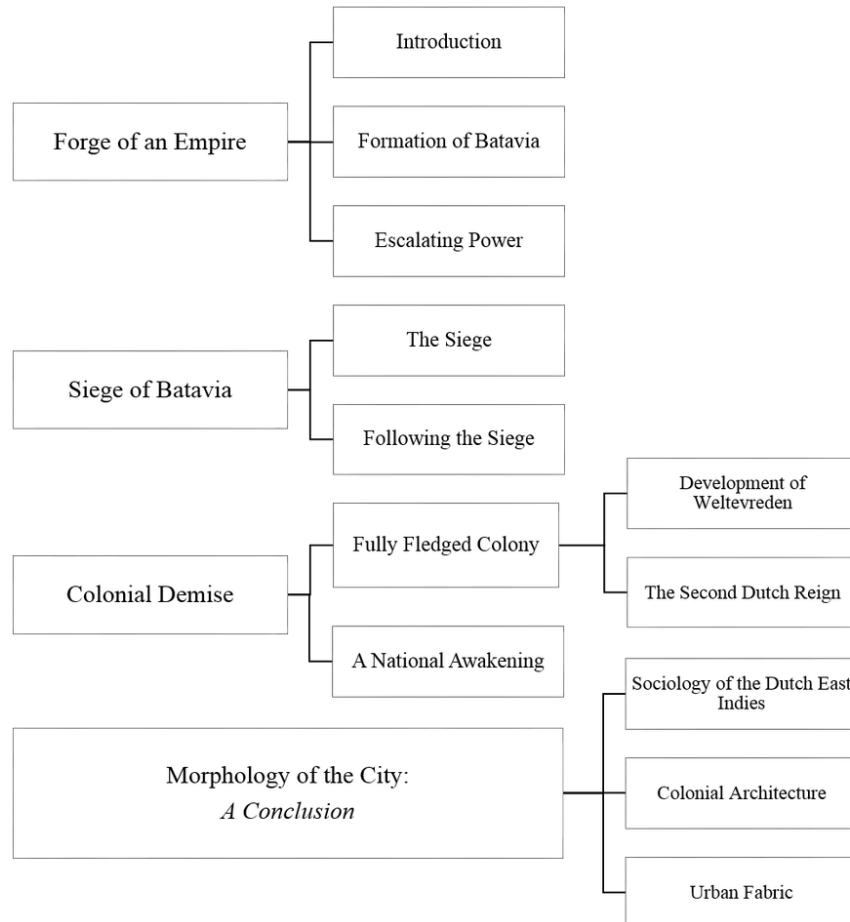 Forge of an Empire
Introduction
Formation of Batavia
Escalating Power
Siege of Batavia
The Siege
Following the Siege
Colonial Demise
Fully Fledged Colony
Development of
Weltevreden
The Second Dutch Reign
A National Awakening
Morphology of the City:
A Conclusion
Sociology of the Dutch East
Indies
Colonial Architecture
Urban Fabric